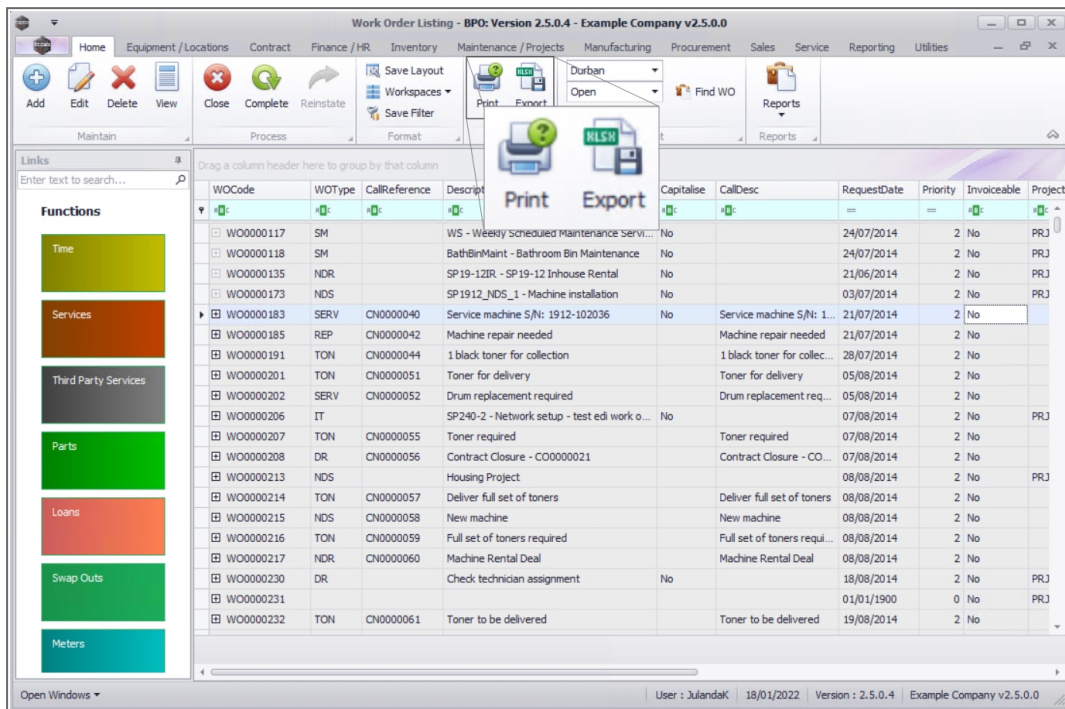 Work Order Listing - BPO: Version 2.5.0.4 - Example Company v2.5.0.0
Home Equipment / Locations Contract Finance / HR Inventory Maintenance / Projects Manufacturing Procurement Sales Service Reporting Utilities
Add Edit Delete View Close Complete Reinstate Save Layout Workspaces Save Filter Print Export Durban Open Find WO Reports
Maintain Process Format Reports
Print Export
Links
Enter text to search...
Functions
Time
Services
Third Party Services
Parts
Loans
Swap Outs
Meters
Drag a column header here to group by that column
WOCode WOType CallReference Descript Capitalise CallDesc RequestDate Priority Invoiceable Project
WO0000117 SM WS - Weekly Scheduled Maintenance Servi... No 24/07/2014 2 No PRJ
WO0000118 SM BathBinMaint - Bathroom Bin Maintenance No 24/07/2014 2 No PRJ
WO0000135 NDR SP19-12IR - SP19-12 Inhouse Rental No 21/06/2014 2 No PRJ
WO0000173 NDS SP1912_NDS_1 - Machine installation No 03/07/2014 2 No PRJ
WO0000183 SERV CN0000040 Service machine S/N: 1912-102036 No Service machine S/N: 1... 21/07/2014 2 No
WO0000185 REP CN0000042 Machine repair needed Machine repair needed 21/07/2014 2 No
WO0000191 TON CN0000044 1 black toner for collection 1 black toner for collec... 28/07/2014 2 No
WO0000201 TON CN0000051 Toner for delivery Toner for delivery 05/08/2014 2 No
WO0000202 SERV CN0000052 Drum replacement required Drum replacement req... 05/08/2014 2 No
WO0000206 IT SP240-2 - Network setup - test edi work o... No 07/08/2014 2 No PRJ
WO0000207 TON CN0000055 Toner required Toner required 07/08/2014 2 No
WO0000208 DR CN0000056 Contract Closure - CO0000021 Contract Closure - CO... 07/08/2014 2 No
WO0000213 NDS Housing Project 08/08/2014 2 No PRJ
WO0000214 TON CN0000057 Deliver full set of toners Deliver full set of toners 08/08/2014 2 No
WO0000215 NDS CN0000058 New machine New machine 08/08/2014 2 No
WO0000216 TON CN0000059 Full set of toners required Full set of toners requi... 08/08/2014 2 No
WO0000217 NDR CN0000060 Machine Rental Deal Machine Rental Deal 08/08/2014 2 No
WO0000230 DR Check technician assignment No 18/08/2014 2 No PRJ
WO0000231 01/01/1900 0 No PRJ
WO0000232 TON CN0000061 Toner to be delivered Toner to be delivered 19/08/2014 2 No
Open Windows User : JulandaK 18/01/2022 Version : 2.5.0.4 Example Company v2.5.0.0